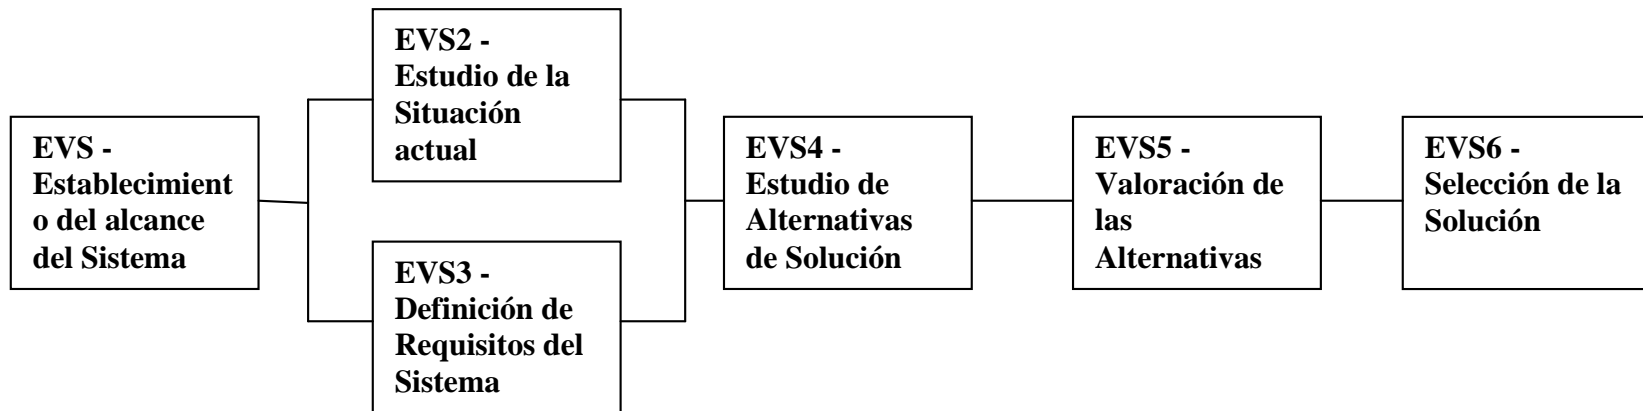 EVS -
Establecimient
o del alcance
del Sistema
EVS2 -
Estudio de la
Situación
actual
EVS3 -
Definición de
Requisitos del
Sistema
EVS4 -
Estudio de
Alternativas
de Solución
EVS5 -
Valoración de
las
Alternativas
EVS6 -
Selección de la
Solución